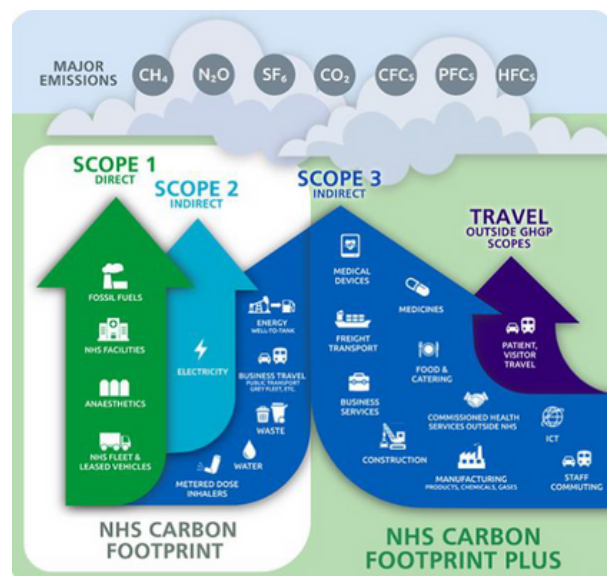 MAJOR
EMISSIONS
CH₄
N₂O
SF₆
CO₂
CFCs
PFCs
HFCs
SCOPE 1
DIRECT
SCOPE 2
INDIRECT
SCOPE 3
INDIRECT
TRAVEL
OUTSIDE GHGP
SCOPES
FOSSIL FUELS
NHS FACILITIES
ANAESTHETICS
NHS FLEET &
LEASED VEHICLES
ELECTRICITY
ENERGY
WELL-TO-TANK
BUSINESS TRAVEL
PUBLIC TRANSPORT
GREY FLEET, ETC.
WASTE
WATER
METERED DOSE
INHALERS
MEDICAL
DEVICES
MEDICINES
FREIGHT
TRANSPORT
FOOD &
CATERING
BUSINESS
SERVICES
COMMISSIONED HEALTH
SERVICES OUTSIDE NHS
CONSTRUCTION
MANUFACTURING
PRODUCTS, CHEMICALS, GASES
ICT
STAFF
COMMUTING
PATIENT,
VISITOR
TRAVEL
NHS CARBON
FOOTPRINT
NHS CARBON
FOOTPRINT PLUS